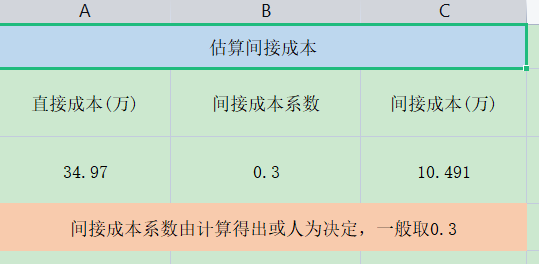 A B C
估算间接成本
直接成本(万) 间接成本系数 间接成本(万)
34.97 0.3 10.491
间接成本系数由计算得出或人为决定，一般取0.3